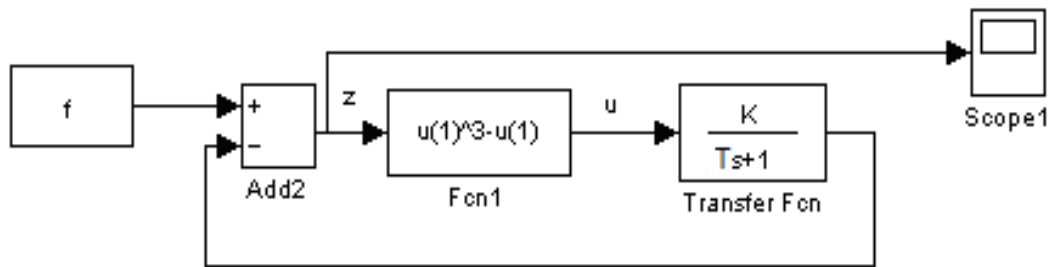 f
+
−
Add2
z
u(1)^3-u(1)
Fcn1
u
K
Ts+1
Transfer Fcn
Scope1